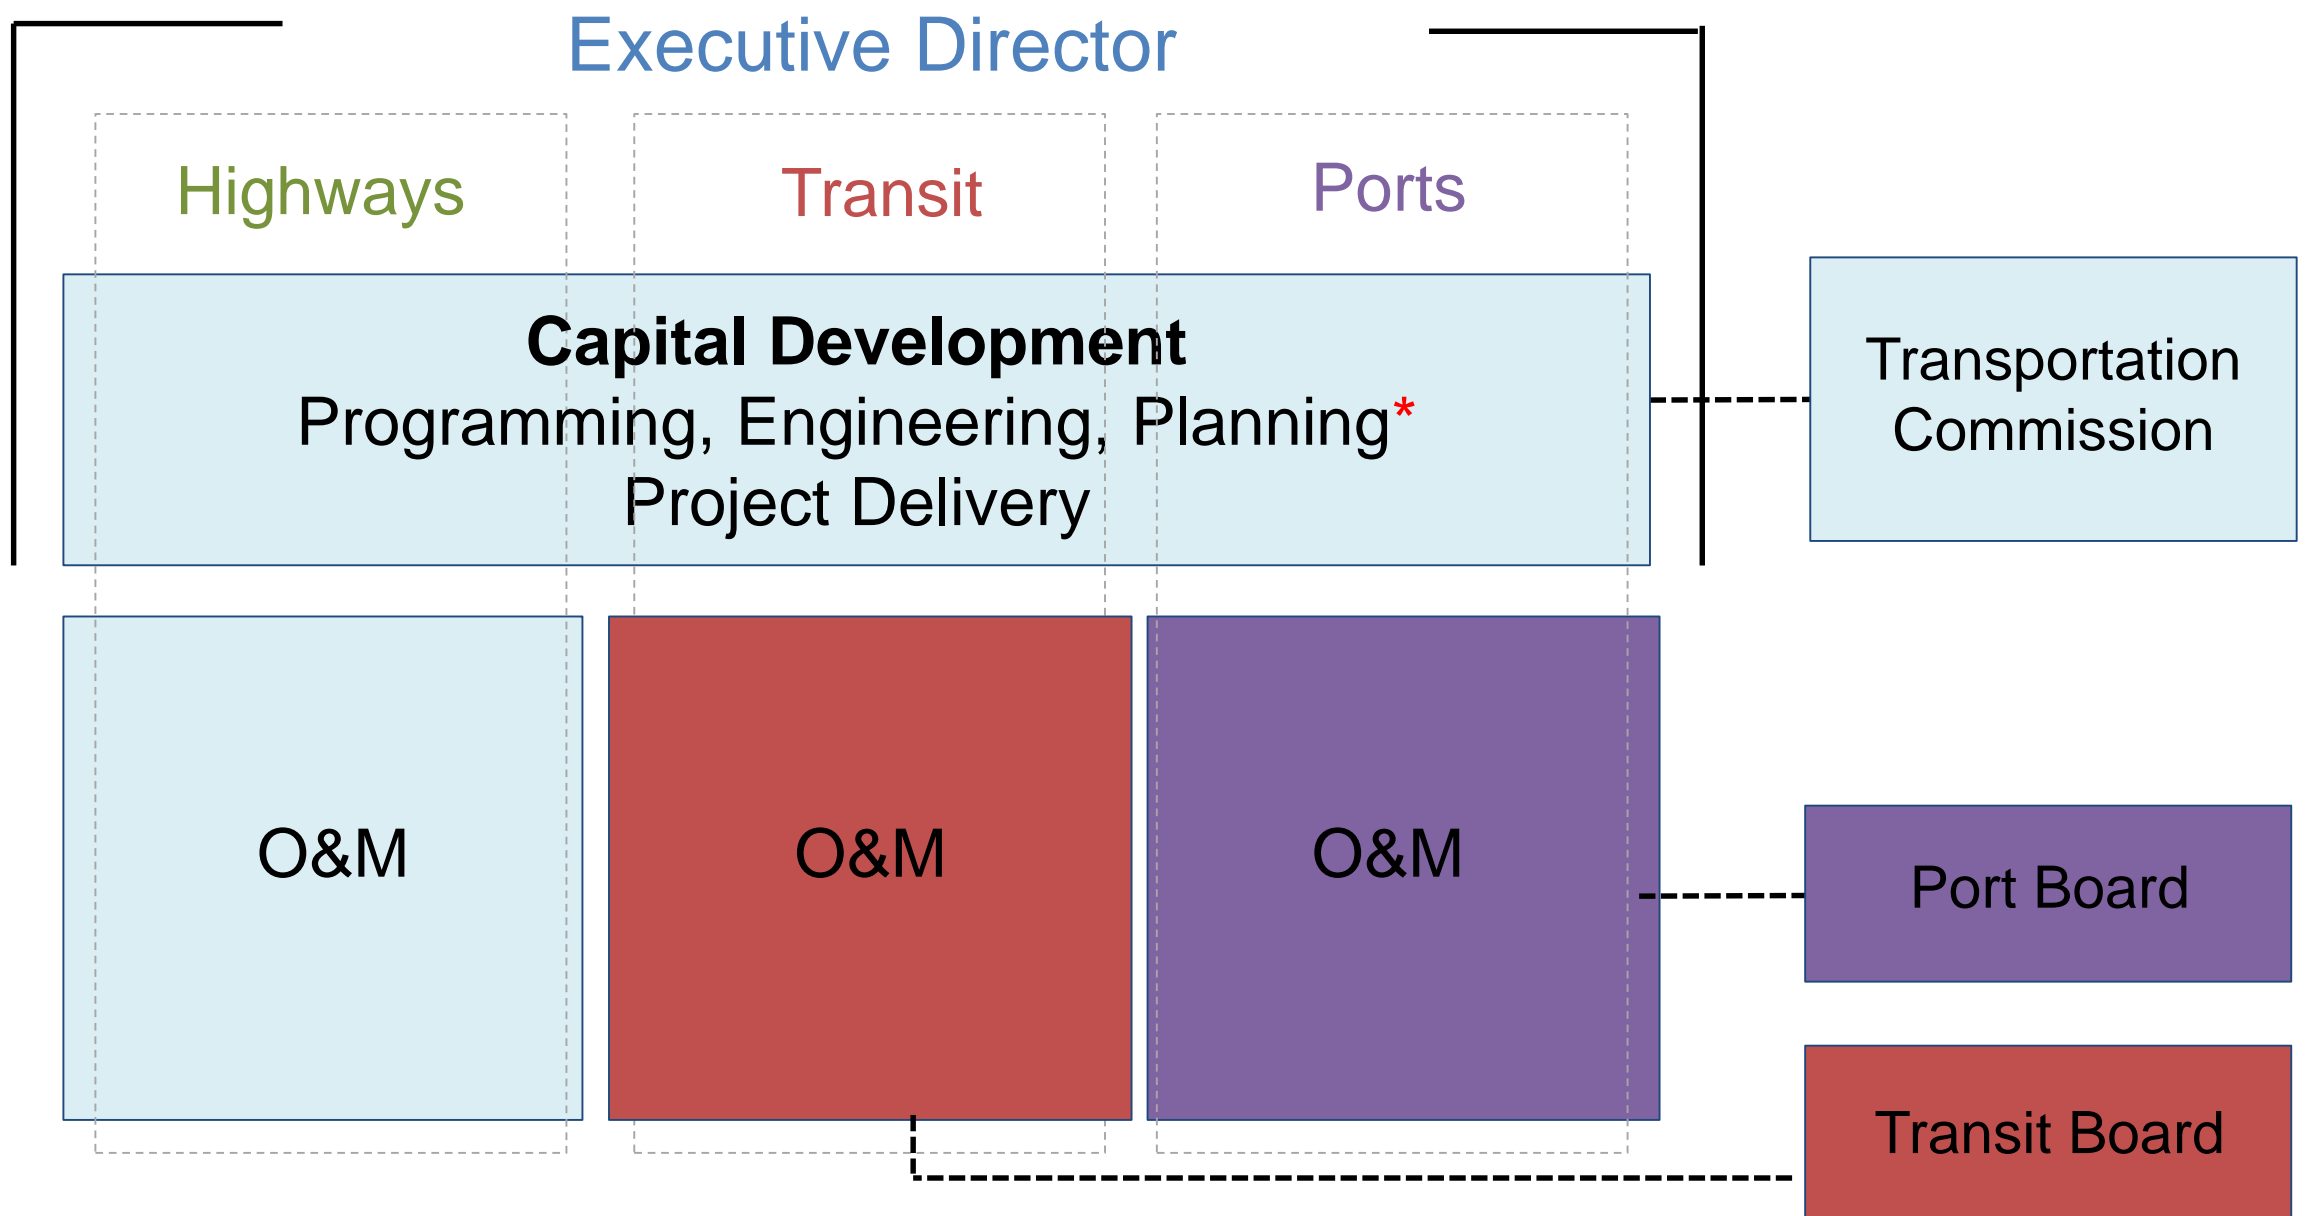 Executive Director
Highways
Transit
Ports
Capital Development
Programming, Engineering, Planning*
Project Delivery
Transportation
Commission
O&M
O&M
O&M
Port Board
Transit Board